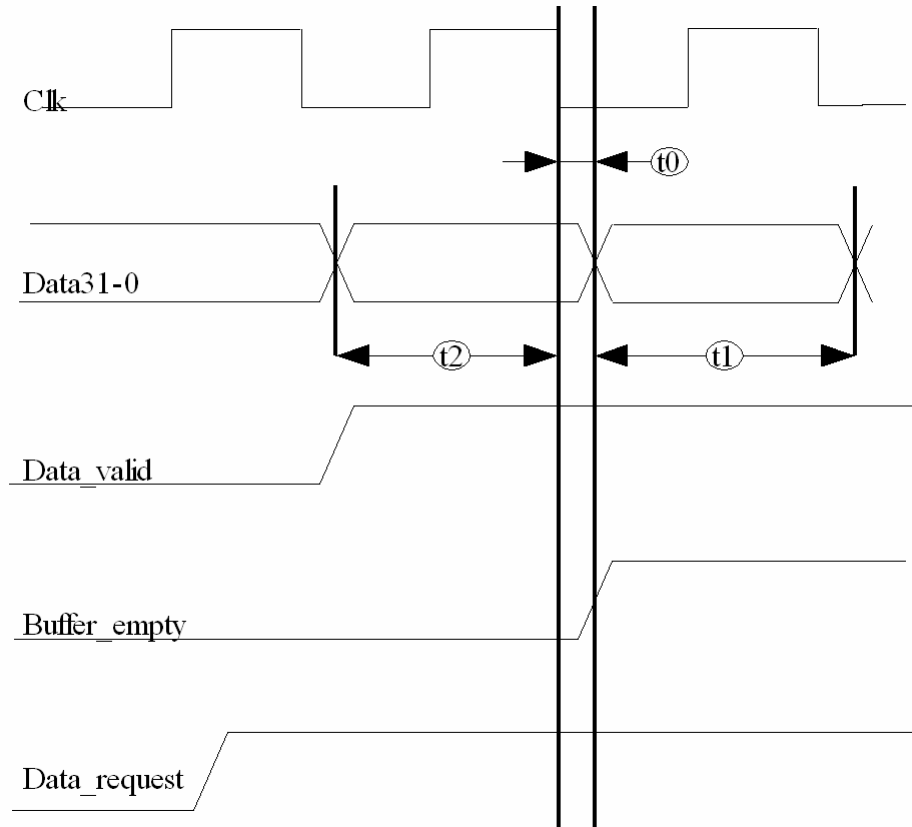 Clk
t0
Data31-0
t2
t1
Data_valid
Buffer_empty
Data_request